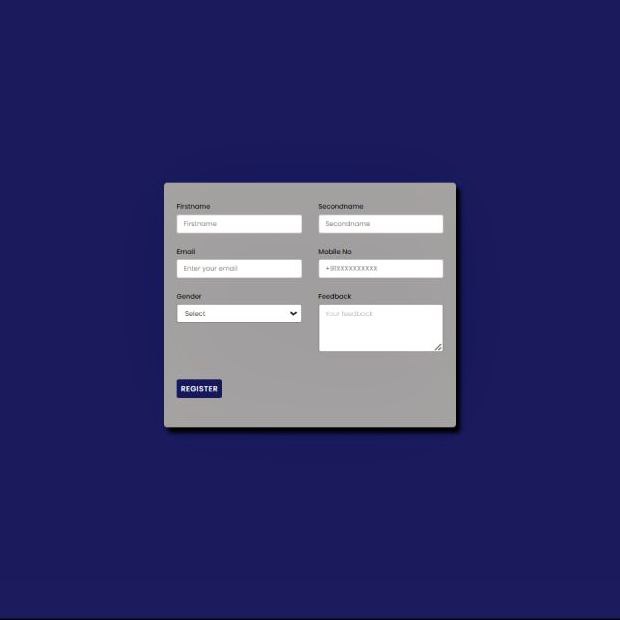 Firstname Secondname
Firstname Secondname
Email Mobile No
Enter your email +91XXXXXXXXXX
Gender Feedback
Select Your feedback
REGISTER